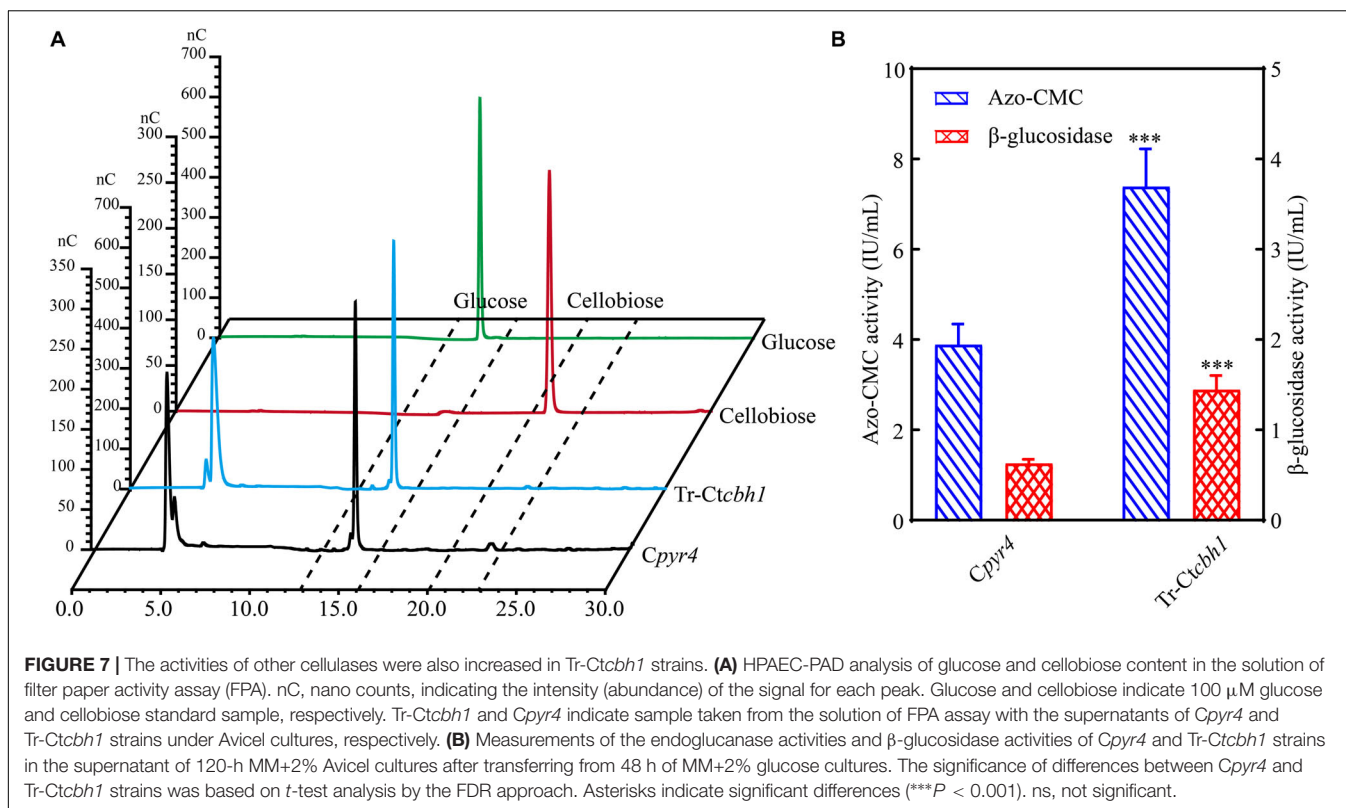 A
nC
700
600
500
400
300
200
100
0
nC
300
250
200
150
100
50
0
nC
700
600
500
400
300
200
100
0
nC
350
300
250
200
150
100
50
0
Glucose
Cellobiose
Glucose
Cellobiose
Tr-Ctcbh1
Cpyr4
0.0 5.0 10.0 15.0 20.0 25.0 30.0
B
10
8
6
4
2
0
Azo-CMC activity (IU/mL)
Azo-CMC
β-glucosidase
***
***
5
4
3
2
1
0
β-glucosidase activity (IU/mL)
Cpyr4
Tr-Ctcbh1
FIGURE 7 | The activities of other cellulases were also increased in Tr-Ctcbh1 strains. (A) HPAEC-PAD analysis of glucose and cellobiose content in the solution of
filter paper activity assay (FPA). nC, nano counts, indicating the intensity (abundance) of the signal for each peak. Glucose and cellobiose indicate 100 μM glucose
and cellobiose standard sample, respectively. Tr-Ctcbh1 and Cpyr4 indicate sample taken from the solution of FPA assay with the supernatants of Cpyr4 and
Tr-Ctcbh1 strains under Avicel cultures, respectively. (B) Measurements of the endoglucanase activities and β-glucosidase activities of Cpyr4 and Tr-Ctcbh1 strains
in the supernatant of 120-h MM+2% Avicel cultures after transferring from 48 h of MM+2% glucose cultures. The significance of differences between Cpyr4 and
Tr-Ctcbh1 strains was based on t-test analysis by the FDR approach. Asterisks indicate significant differences (***P < 0.001). ns, not significant.